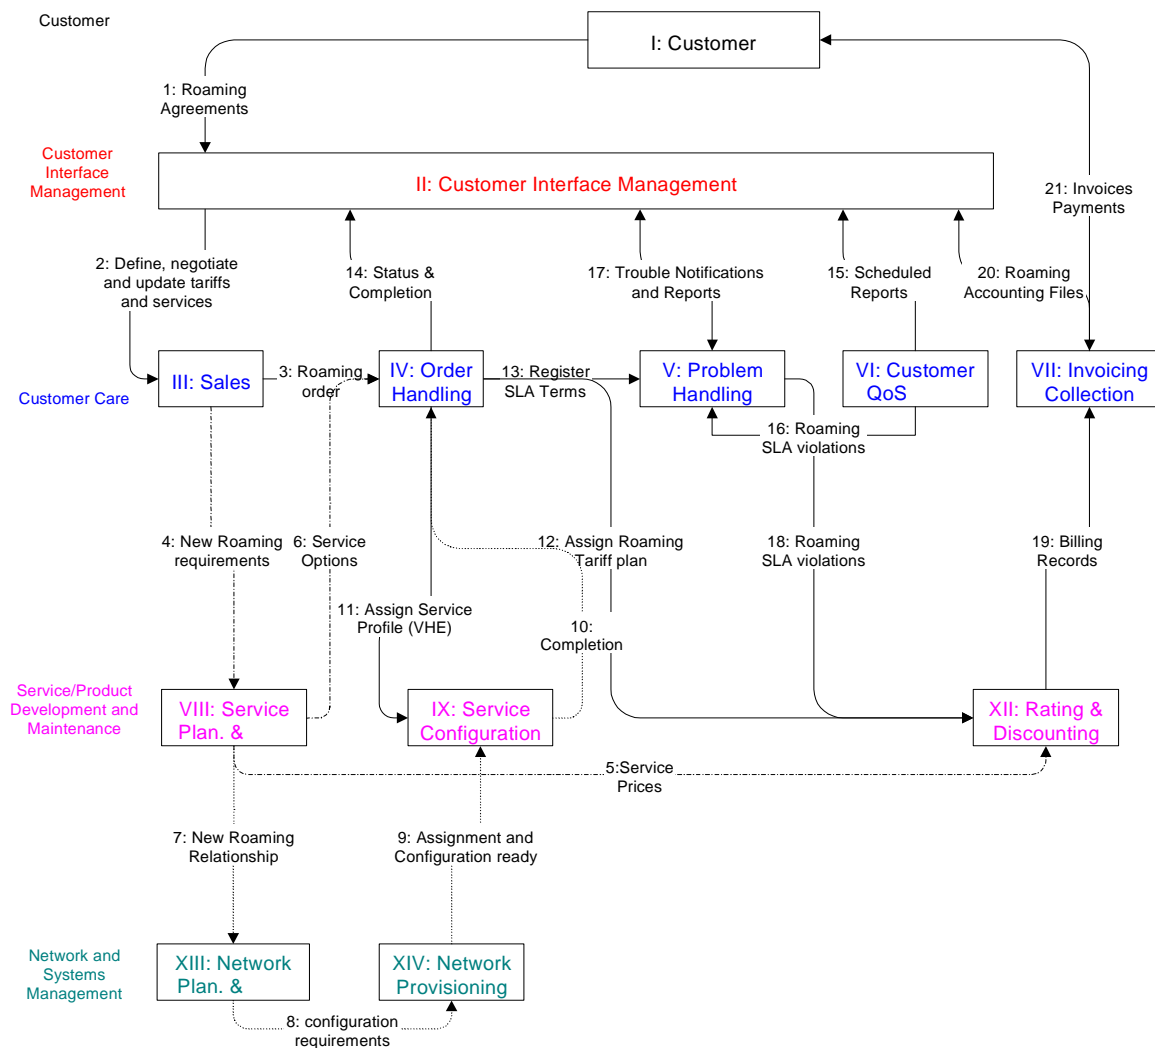 Customer
I: Customer
1: Roaming
Agreements
Customer
Interface
Management
II: Customer Interface Management
21: Invoices
Payments
2: Define, negotiate
and update tariffs
and services
14: Status &
Completion
17: Trouble Notifications
and Reports
15: Scheduled
Reports
20: Roaming
Accounting Files
Customer Care
III: Sales
3: Roaming
order
IV: Order
Handling
13: Register
SLA Terms
V: Problem
Handling
VI: Customer
QoS
VII: Invoicing
Collection
16: Roaming
SLA violations
4: New Roaming
requirements
6: Service
Options
12: Assign Roaming
Tariff plan
18: Roaming
SLA violations
19: Billing
Records
11: Assign Service
Profile (VHE)
10:
Completion
Service/Product
Development and
Maintenance
VIII: Service
Plan. &
IX: Service
Configuration
XII: Rating &
Discounting
5:Service
Prices
7: New Roaming
Relationship
9: Assignment and
Configuration ready
Network and
Systems
Management
XIII: Network
Plan. &
XIV: Network
Provisioning
8: configuration
requirements